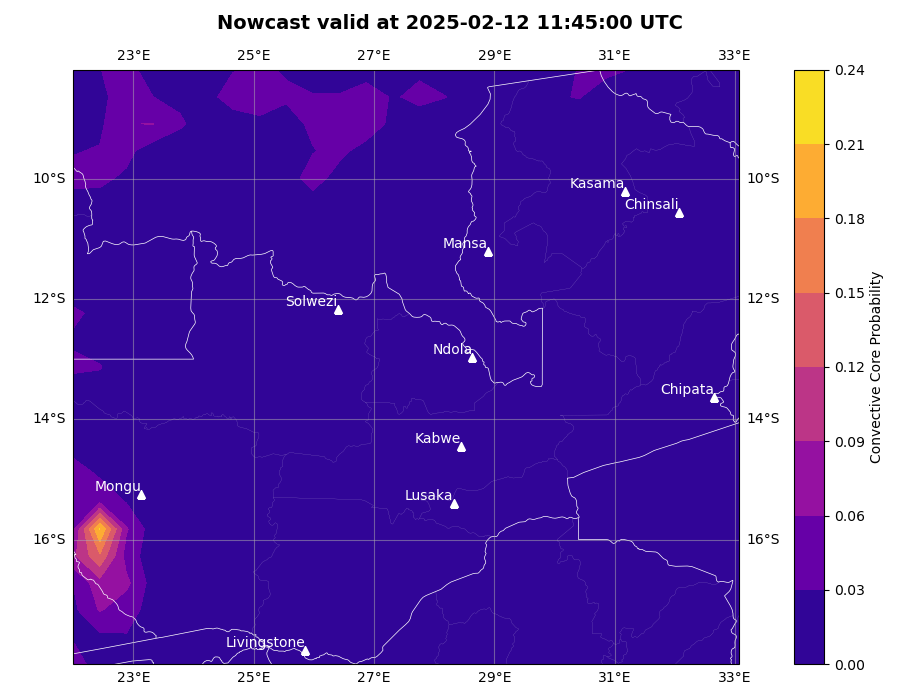 Nowcast valid at 2025-02-12 11:45:00 UTC
23°E 25°E 27°E 29°E 31°E 33°E
0.24
0.21
10°S 10°S
Kasama
0.18
Chinsali
Mansa
0.15
12°S 12°S
Solwezi
Ndola
0.12
Chipata
14°S 14°S
Kabwe
0.09
Mongu
Lusaka
0.06
16°S 16°S
0.03
Livingstone
0.00
23°E 25°E 27°E 29°E 31°E 33°E
Convective Core Probability